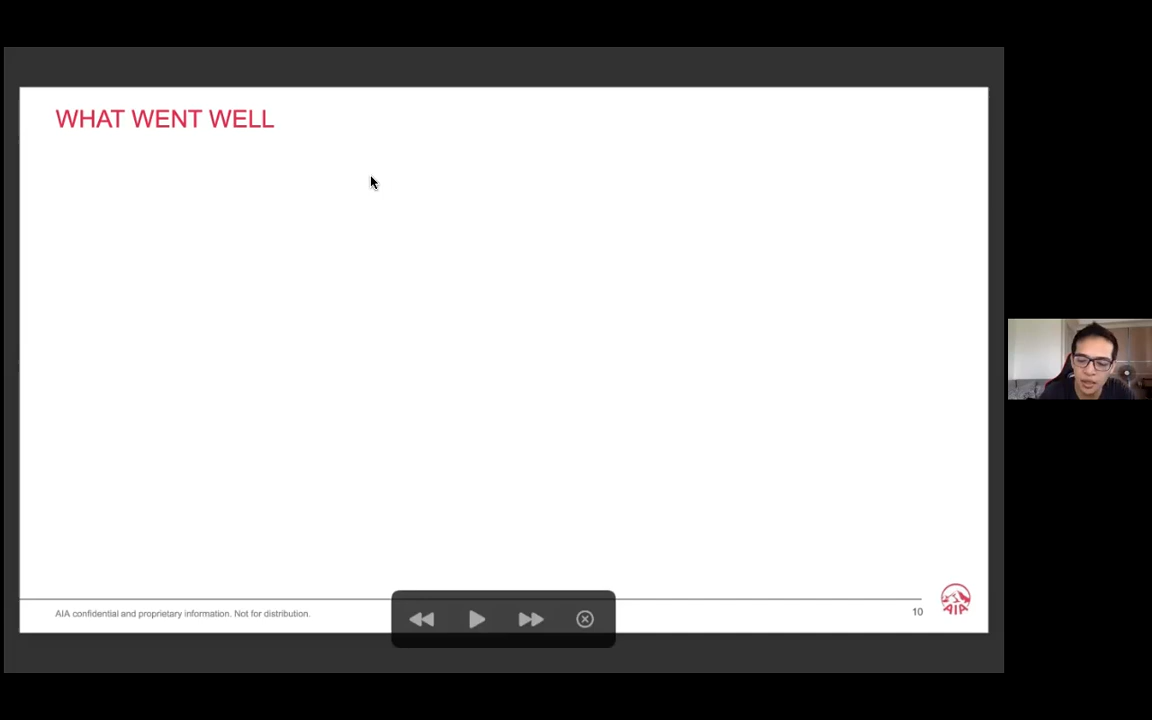 WHAT WENT WELL
AIA confidential and proprietary information. Not for distribution.
10
AIA